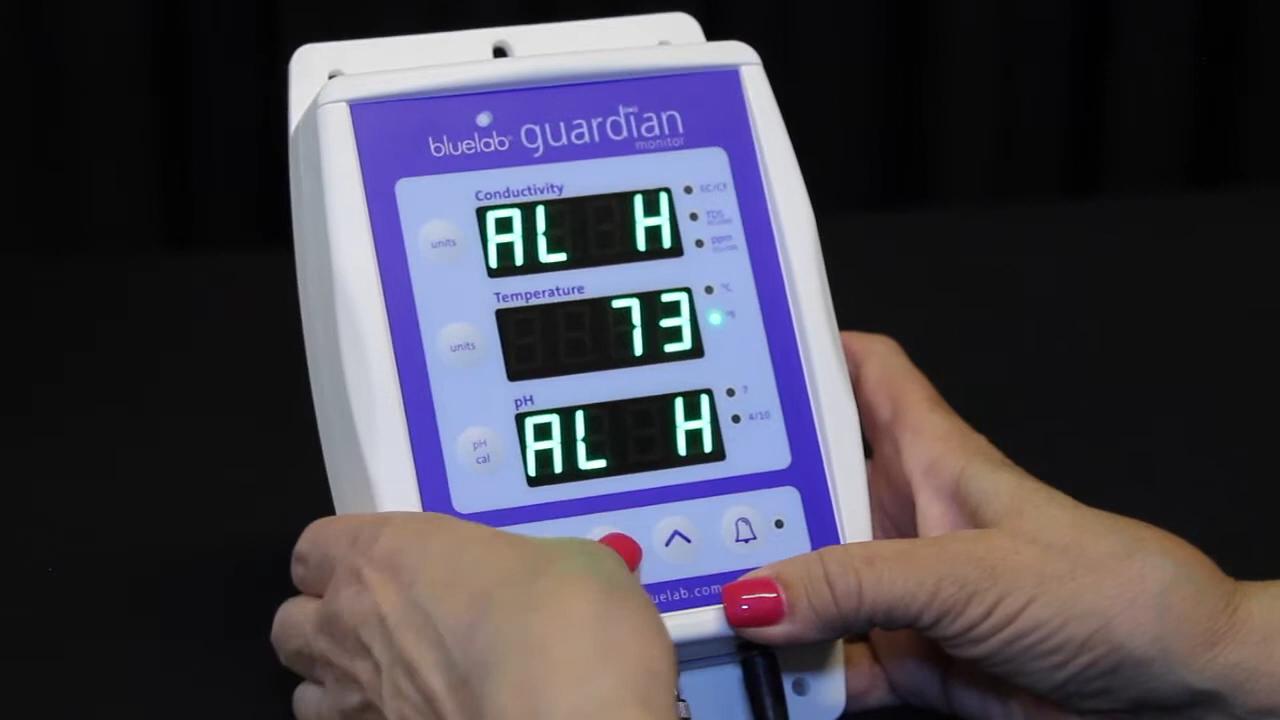 bluelab® guardian
monitor
Conductivity
units
AL H
EC/CF
TDS
ppm
Temperature
units
73
°C
°F
pH
pH
cal
AL H
7
4/10
uelab.com